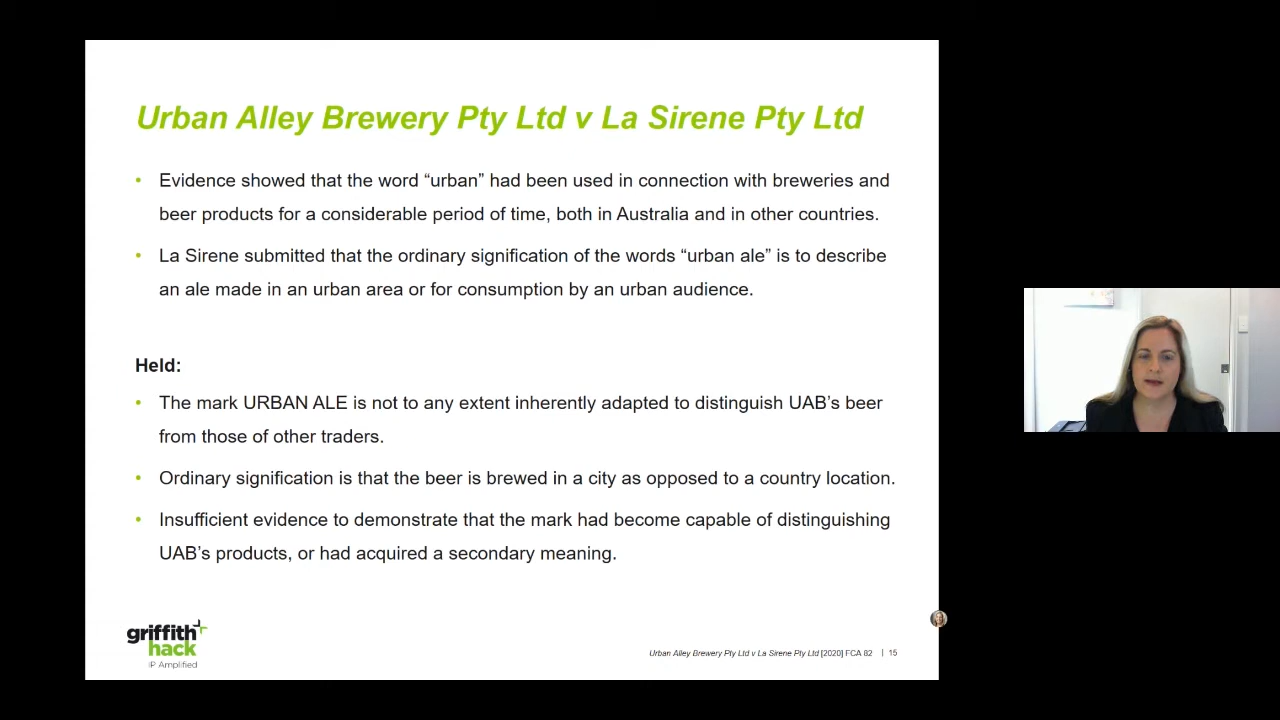 Urban Alley Brewery Pty Ltd v La Sirene Pty Ltd
• Evidence showed that the word “urban” had been used in connection with breweries and
beer products for a considerable period of time, both in Australia and in other countries.
• La Sirene submitted that the ordinary signification of the words “urban ale” is to describe
an ale made in an urban area or for consumption by an urban audience.
Held:
• The mark URBAN ALE is not to any extent inherently adapted to distinguish UAB’s beer
from those of other traders.
• Ordinary signification is that the beer is brewed in a city as opposed to a country location.
• Insufficient evidence to demonstrate that the mark had become capable of distinguishing
UAB’s products, or had acquired a secondary meaning.
griffith
hack
IP Amplified
Urban Alley Brewery Pty Ltd v La Sirene Pty Ltd [2020] FCA 82 | 15